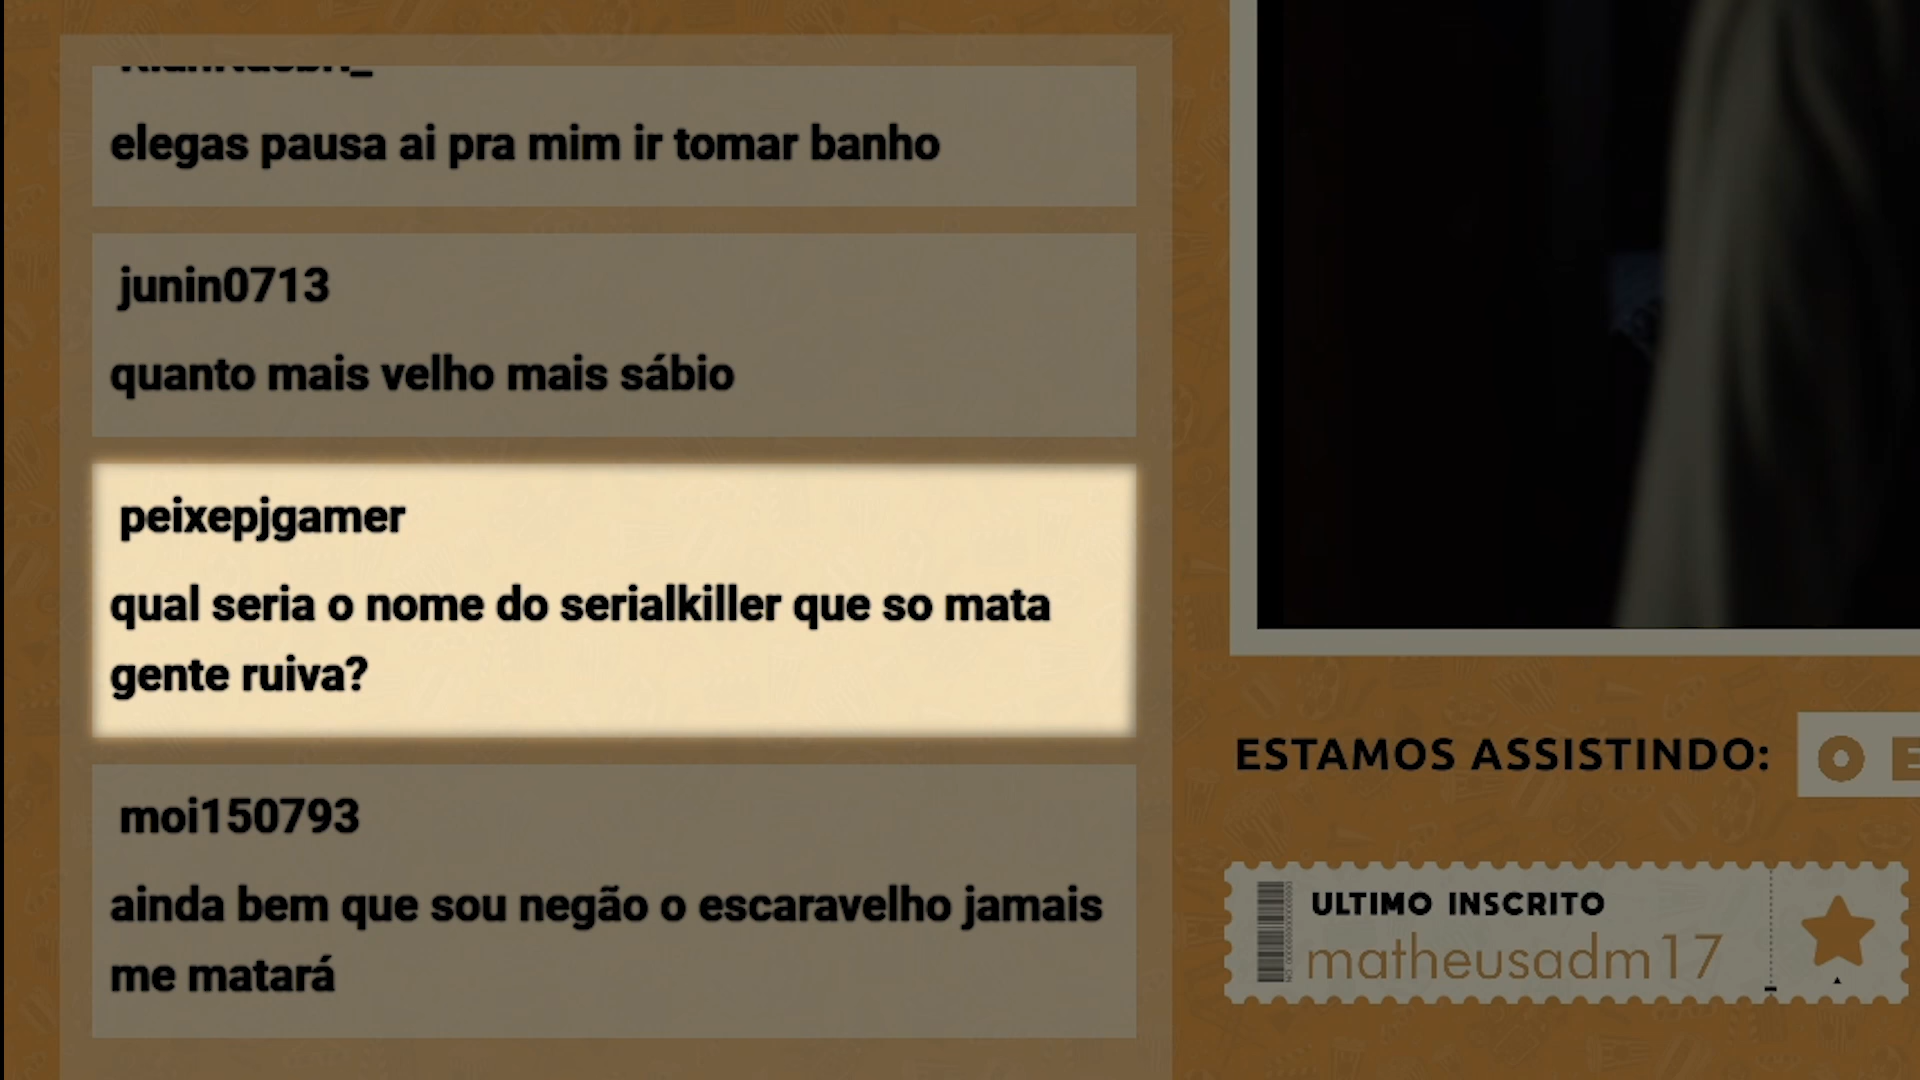 elegas pausa ai pra mim ir tomar banho
junin0713
quanto mais velho mais sábio
peixepjgamer
qual seria o nome do serialkiller que so mata
gente ruiva?
moi150793
ainda bem que sou negão o escaravelho jamais
me matará
ESTAMOS ASSISTINDO: O E
ULTIMO INSCRITO
matheusadm17